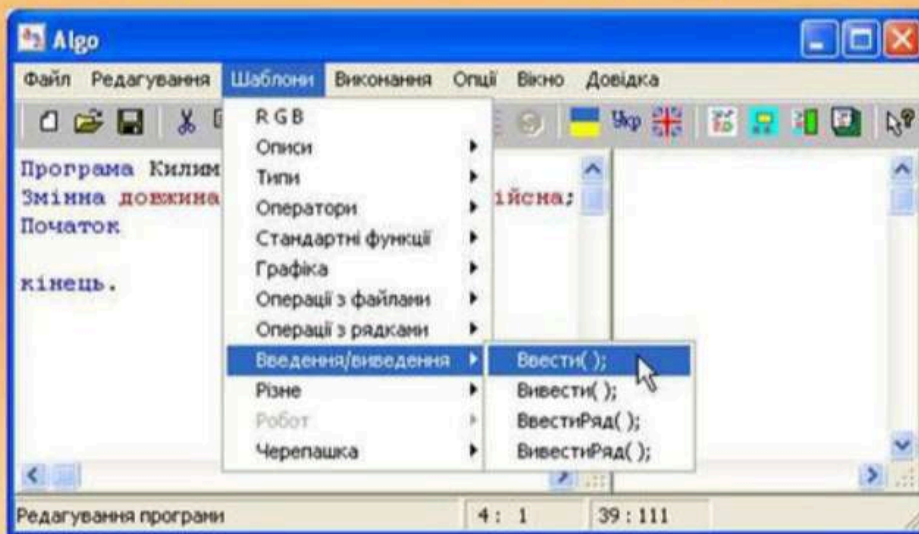 Algo
Файл Редагування Шаблони Виконання Опції Вікно Довідка
Укр
Програма Килим
Змінна довжина ійсна;
Початок
кінець.
RGB
Описи
Типи
Оператори
Стандартні функції
Графіка
Операції з файлами
Операції з рядками
Введення/виведення
Різне
Робот
Черепашка
Ввести( );
Вивести( );
ВвестиРяд( );
ВивестиРяд( );
Редагування програми 4: 1 39:111